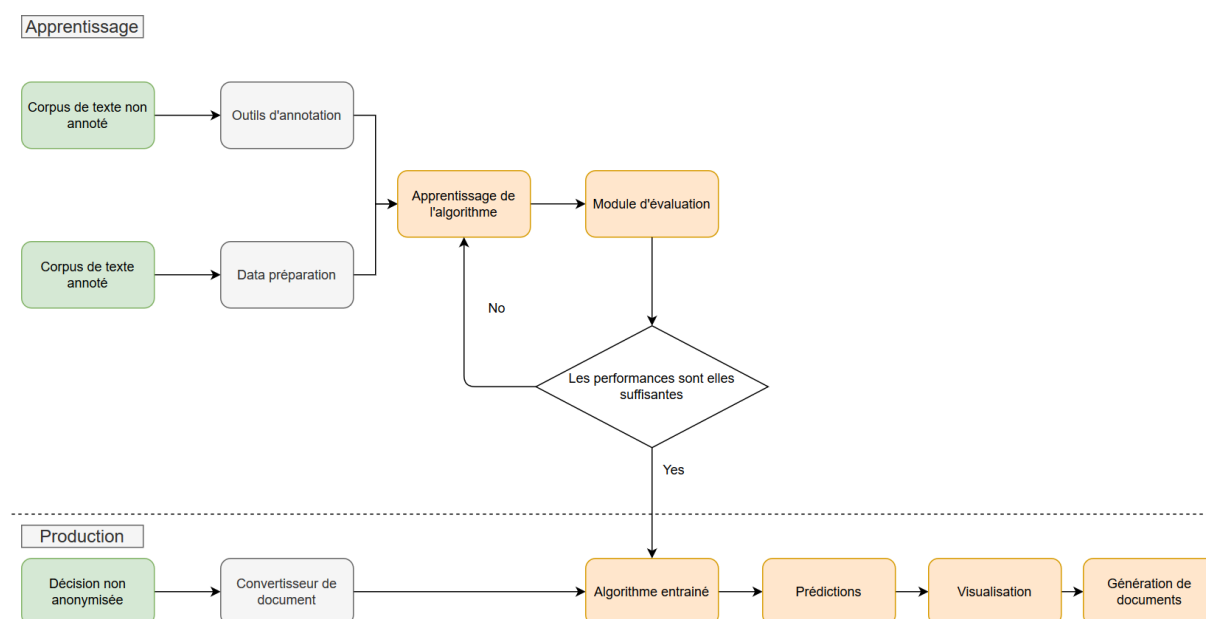 Apprentissage
Corpus de texte non
annoté
Outils d'annotation
Apprentissage de
l'algorithme
Module d'évaluation
Corpus de texte
annoté
Data préparation
No
Les performances sont elles
suffisantes
Yes
Production
Décision non
anonymisée
Convertisseur de
document
Algorithme entrainé
Prédictions
Visualisation
Génération de
documents